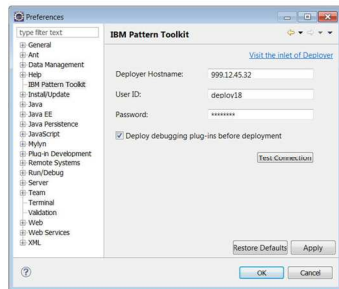 Preferences
type filter text
General
Ant
Data Management
Help
IBM Pattern Toolkit
Install/Update
Java
Java EE
Java Persistence
JavaScript
Mylyn
Plug-in Development
Remote Systems
Run/Debug
Server
Team
Terminal
Validation
Web
Web Services
XML
IBM Pattern Toolkit
Visit the inlet of Deployer
Deployer Hostname: 999.12.45.32
User ID: deplov18
Password: ********
Deploy debugging plug-ins before deployment
Test Connection
Restore Defaults Apply
? OK Cancel